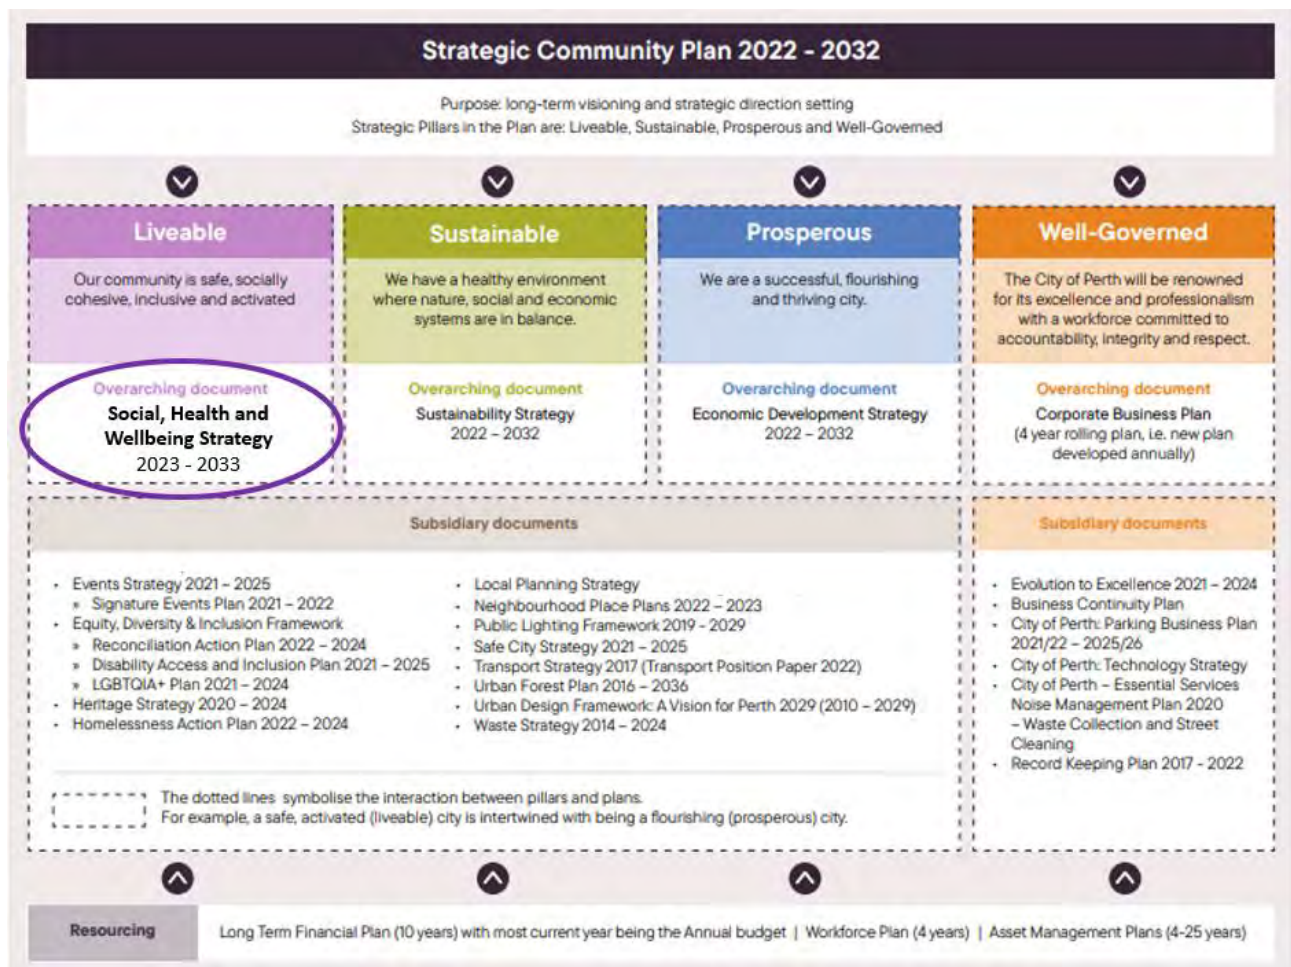 Strategic Community Plan 2022 - 2032
Purpose: long-term visioning and strategic direction setting
Strategic Pillars in the Plan are: Liveable, Sustainable, Prosperous and Well-Governed
Liveable
Our community is safe, socially
cohesive, inclusive and activated
Overarching document
Social, Health and
Wellbeing Strategy
2023 - 2033
Sustainable
We have a healthy environment
where nature, social and economic
systems are in balance.
Overarching document
Sustainability Strategy
2022 – 2032
Prosperous
We are a successful, flourishing
and thriving city.
Overarching document
Economic Development Strategy
2022 – 2032
Well-Governed
The City of Perth will be renowned
for its excellence and professionalism
with a workforce committed to
accountability, integrity and respect.
Overarching document
Corporate Business Plan
(4 year rolling plan, i.e. new plan
developed annually)
Subsidiary documents
• Events Strategy 2021 – 2025
» Signature Events Plan 2021 – 2022
• Equity, Diversity & Inclusion Framework
» Reconciliation Action Plan 2022 – 2024
» Disability Access and Inclusion Plan 2021 – 2025
» LGBTQIA+ Plan 2021 – 2024
• Heritage Strategy 2020 – 2024
• Homelessness Action Plan 2022 – 2024
• Local Planning Strategy
• Neighbourhood Place Plans 2022 – 2023
• Public Lighting Framework 2019 - 2029
• Safe City Strategy 2021 – 2025
• Transport Strategy 2017 (Transport Position Paper 2022)
• Urban Forest Plan 2016 – 2036
• Urban Design Framework: A Vision for Perth 2029 (2010 – 2029)
• Waste Strategy 2014 – 2024
The dotted lines symbolise the interaction between pillars and plans.
For example, a safe, activated (liveable) city is intertwined with being a flourishing (prosperous) city.
Subsidiary documents
• Evolution to Excellence 2021 – 2024
• Business Continuity Plan
• City of Perth: Parking Business Plan
2021/22 – 2025/26
• City of Perth: Technology Strategy
• City of Perth – Essential Services
Noise Management Plan 2020
– Waste Collection and Street
Cleaning
• Record Keeping Plan 2017 - 2022
Resourcing
Long Term Financial Plan (10 years) with most current year being the Annual budget | Workforce Plan (4 years) | Asset Management Plans (4-25 years)